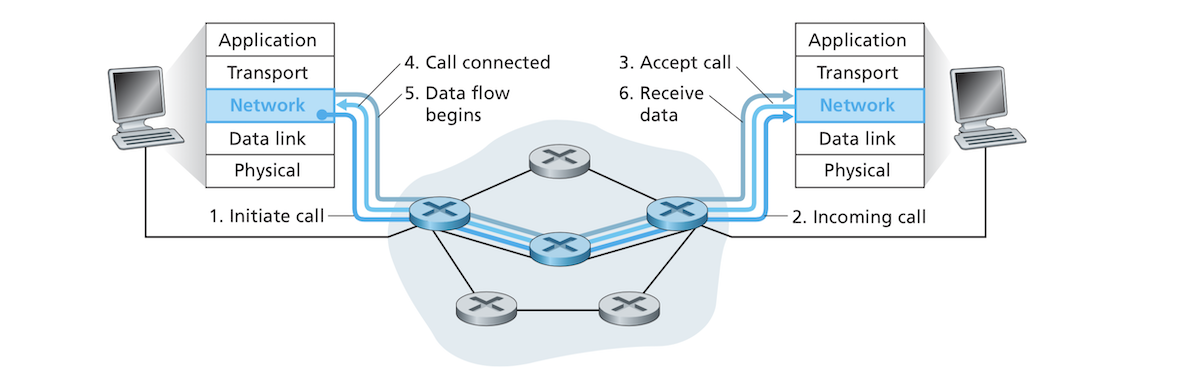 Application
Transport
Network
Data link
Physical
4. Call connected
5. Data flow
begins
1. Initiate call
3. Accept call
6. Receive
data
2. Incoming call
Application
Transport
Network
Data link
Physical